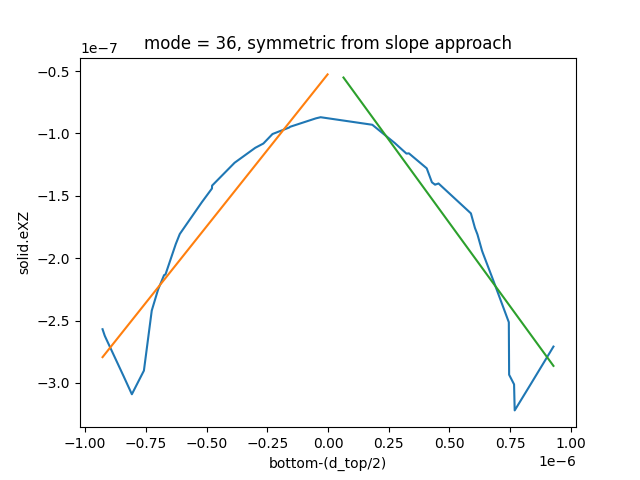 mode = 36, symmetric from slope approach
1e−7
−0.5
−1.0
−1.5
−2.0
−2.5
−3.0
solid.eXZ
−1.00 −0.75 −0.50 −0.25 0.00 0.25 0.50 0.75 1.00
bottom-(d_top/2)
1e−6